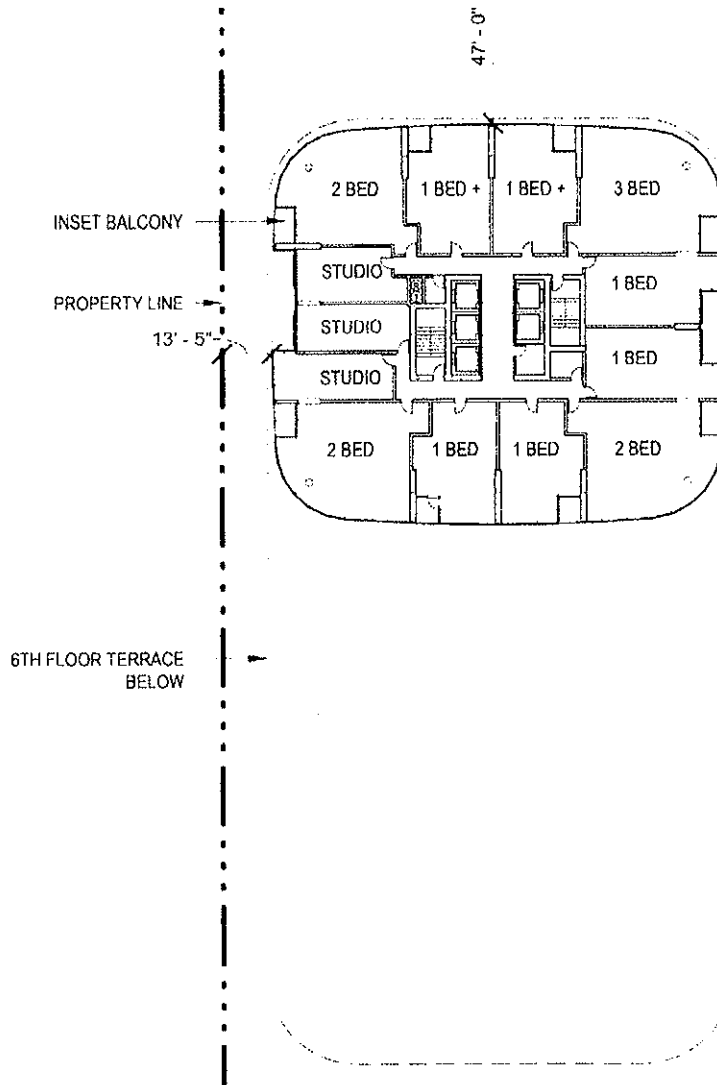 47' - 0"
2 BED
1 BED +
1 BED +
3 BED
INSET BALCONY
STUDIO
1 BED
PROPERTY LINE
STUDIO
13' - 5"
1 BED
STUDIO
2 BED
1 BED
1 BED
2 BED
6TH FLOOR TERRACE
BELOW